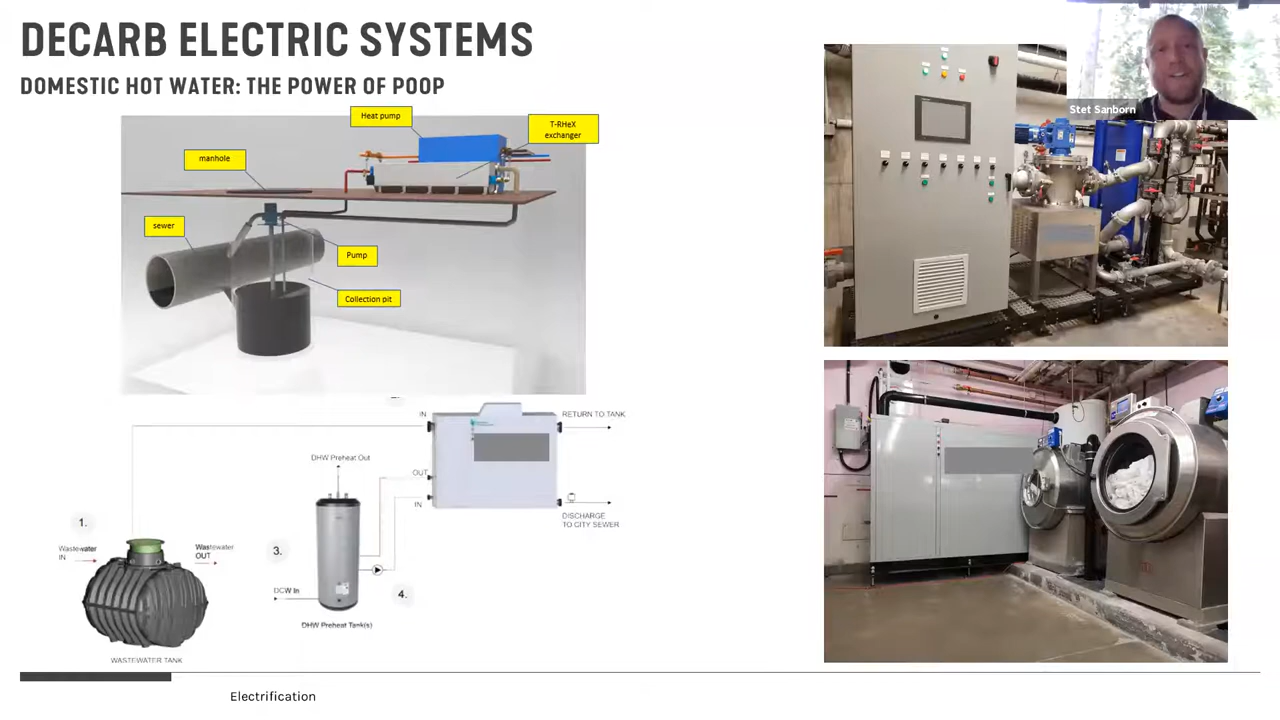 DECARB ELECTRIC SYSTEMS
DOMESTIC HOT WATER: THE POWER OF POOP
Stet Sanborn
Heat pump
T-RHeX
exchanger
manhole
sewer
Pump
Collection pit
IN
RETURN TO TANK
DHW Preheat Out
OUT
IN
DISCHARGE
TO CITY SEWER
1.
Wastewater
IN
Wastewater
OUT
3.
DCW In
4.
DHW Preheat Tank(s)
WASTEWATER TANK
Electrification